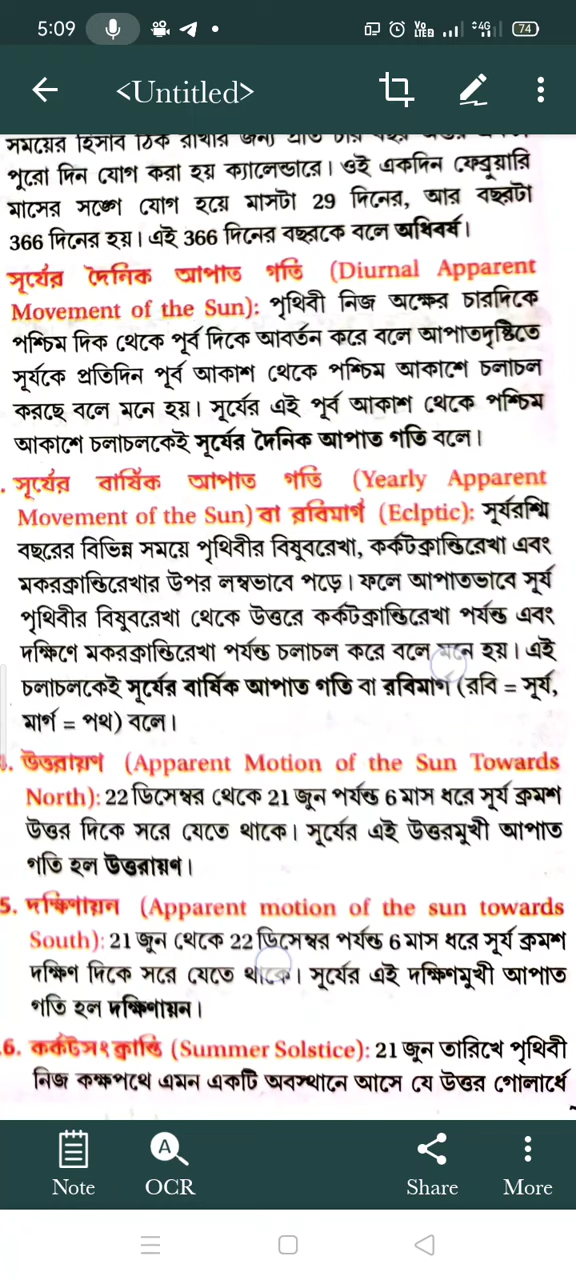 5:09
Vo LTE2
4G
74
<Untitled>
সময়ের হিসাব ঠিক রাখার জন্য প্রতি চার বছর
পুরো দিন যোগ করা হয় ক্যালেন্ডারে। ওই একদিন ফেব্রুয়ারি
মাসের সঙ্গে যোগ হয়ে মাসটা 29 দিনের, আর বছরটা
366 দিনের হয়। এই 366 দিনের বছরকে বলে অধিবর্ষ।
সূর্যের দৈনিক আপাত গতি (Diurnal Apparent
Movement of the Sun): পৃথিবী নিজ অক্ষের চারদিকে
পশ্চিম দিক থেকে পূর্ব দিকে আবর্তন করে বলে আপাতদৃষ্টিতে
সূর্যকে প্রতিদিন পূর্ব আকাশ থেকে পশ্চিম আকাশে চলাচল
করছে বলে মনে হয়। সূর্যের এই পূর্ব আকাশ থেকে পশ্চিম
আকাশে চলাচলকেই সূর্যের দৈনিক আপাত গতি বলে।
. সূর্যের বার্ষিক আপাত গতি (Yearly Apparent
Movement of the Sun) বা রবিমার্গ (Eclptic): সূর্যরশ্মি
বছরের বিভিন্ন সময়ে পৃথিবীর বিষুবরেখা, কর্কটক্রান্তিরেখা এবং
মকরক্রান্তিরেখার উপর লম্বভাবে পড়ে। ফলে আপাতভাবে সূর্য
পৃথিবীর বিষুবরেখা থেকে উত্তরে কর্কটক্রান্তিরেখা পর্যন্ত এবং
দক্ষিণে মকরক্রান্তিরেখা পর্যন্ত চলাচল করে বলে মনে হয়। এই
চলাচলকেই সূর্যের বার্ষিক আপাত গতি বা রবিমার্গ (রবি = সূর্য,
মার্গ = পথ) বলে।
. উত্তরায়ণ (Apparent Motion of the Sun Towards
North): 22 ডিসেম্বর থেকে 21 জুন পর্যন্ত 6 মাস ধরে সূর্য ক্রমশ
উত্তর দিকে সরে যেতে থাকে। সূর্যের এই উত্তরমুখী আপাত
গতি হল উত্তরায়ণ।
5. দক্ষিণায়ন (Apparent motion of the sun towards
South): 21 জুন থেকে 22 ডিসেম্বর পর্যন্ত 6 মাস ধরে সূর্য ক্রমশ
দক্ষিণ দিকে সরে যেতে থাকে। সূর্যের এই দক্ষিণমুখী আপাত
গতি হল দক্ষিণায়ন।
6. কর্কটসংক্রান্তি (Summer Solstice): 21 জুন তারিখে পৃথিবী
নিজ কক্ষপথে এমন একটি অবস্থানে আসে যে উত্তর গোলার্ধে
A
Note
OCR
Share
More